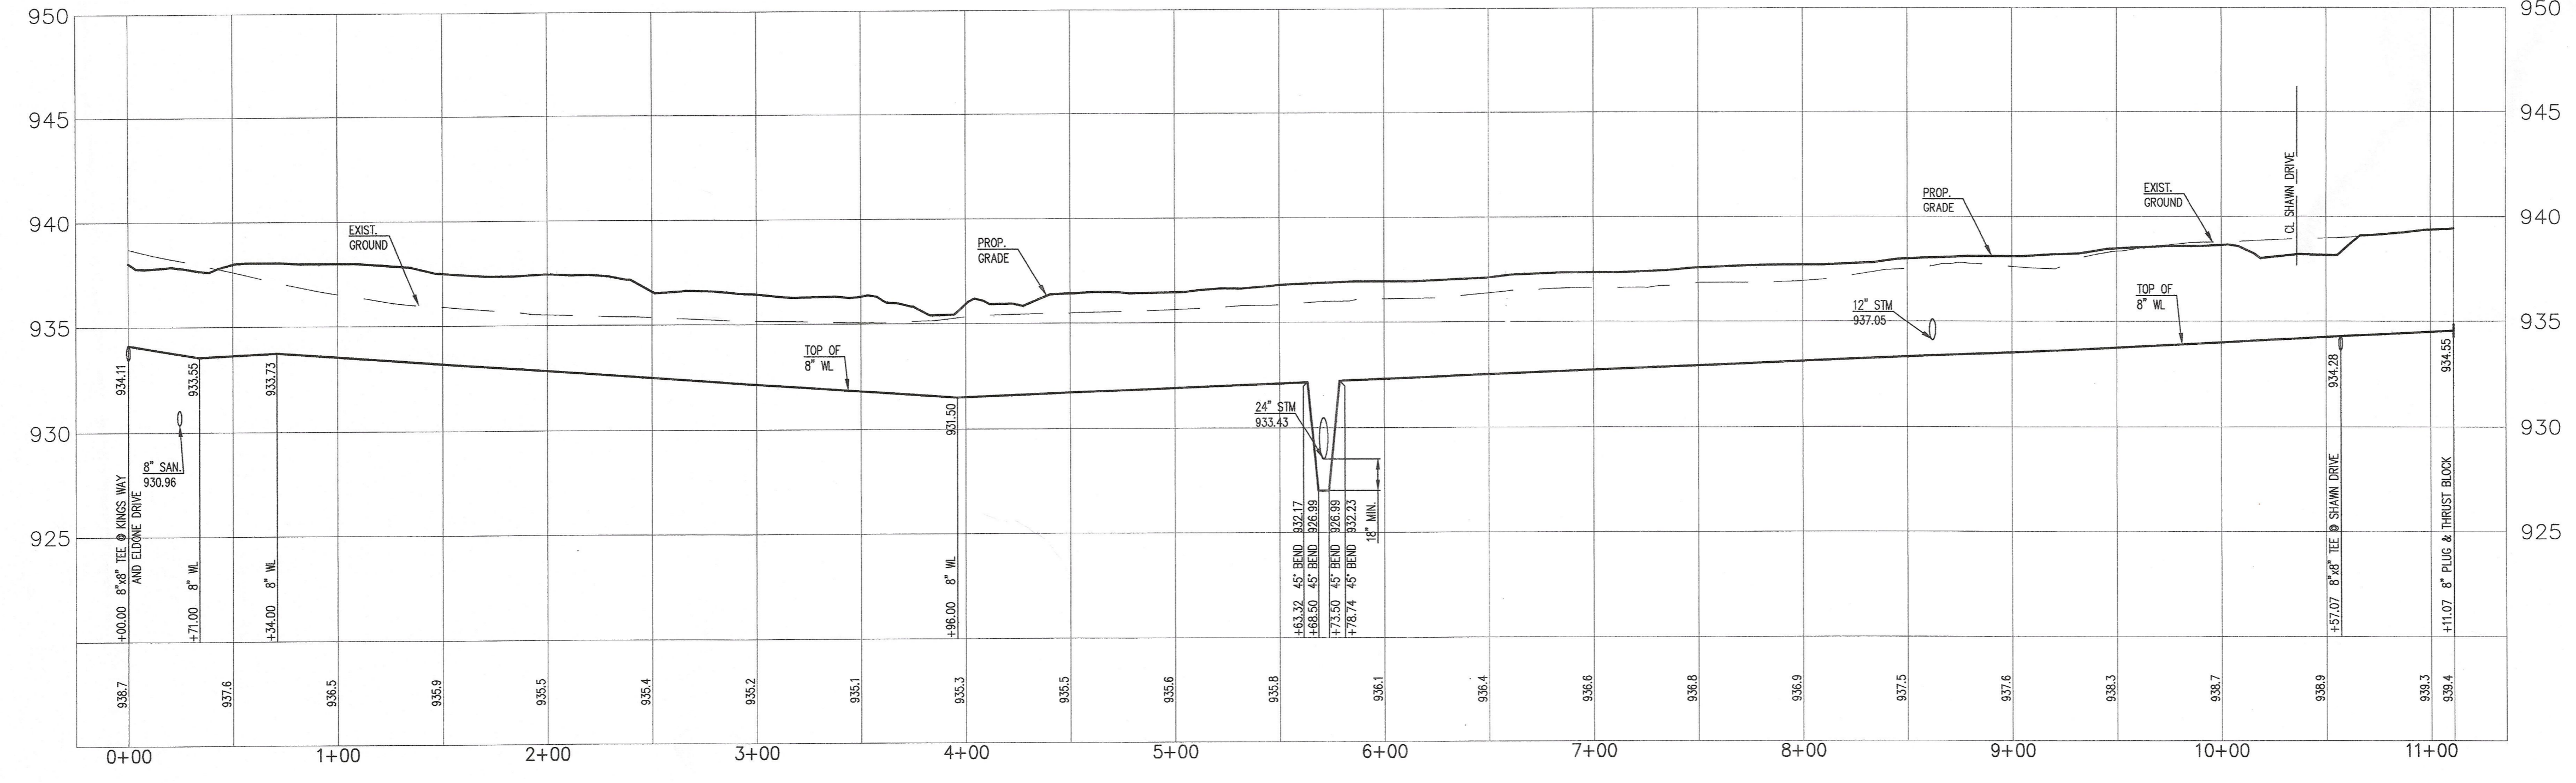 950
950
945
945
940
940
935
935
930
930
925
925
EXIST.
GROUND
PROP.
GRADE
PROP.
GRADE
EXIST.
GROUND
CL SHAWN DRIVE
TOP OF
8" WL
12" STM
937.05
TOP OF
8" WL
24" STM
933.43
8" SAN.
930.96
18" MIN.
+00.00 8"x8" TEE @ KINGS WAY 934.11
AND ELDONE DRIVE
+71.00 8" WL 933.55
+34.00 8" WL 933.73
+96.00 8" WL 931.50
+63.32 45° BEND 932.17
+68.50 45° BEND 926.99
+73.50 45° BEND 926.99
+78.74 45° BEND 932.23
+57.07 8"x8" TEE @ SHAWN DRIVE 934.28
+11.07 8" PLUG & THRUST BLOCK 934.55
938.7 937.6 936.5 935.9 935.5 935.4 935.2 935.1 935.3 935.5 935.6 935.8 936.1 936.4 936.6 936.8 936.9 937.5 937.6 938.3 938.7 938.9 939.3 939.4
0+00 1+00 2+00 3+00 4+00 5+00 6+00 7+00 8+00 9+00 10+00 11+00